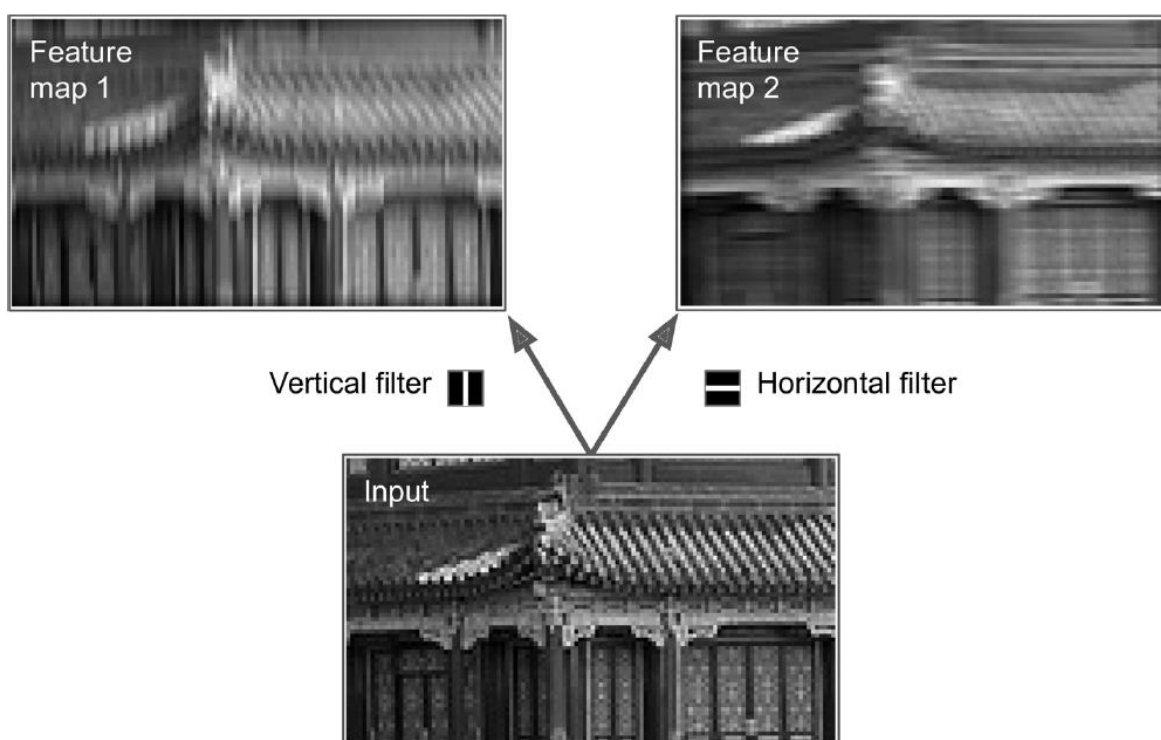 Feature
map 1
Feature
map 2
Vertical filter
Horizontal filter
Input